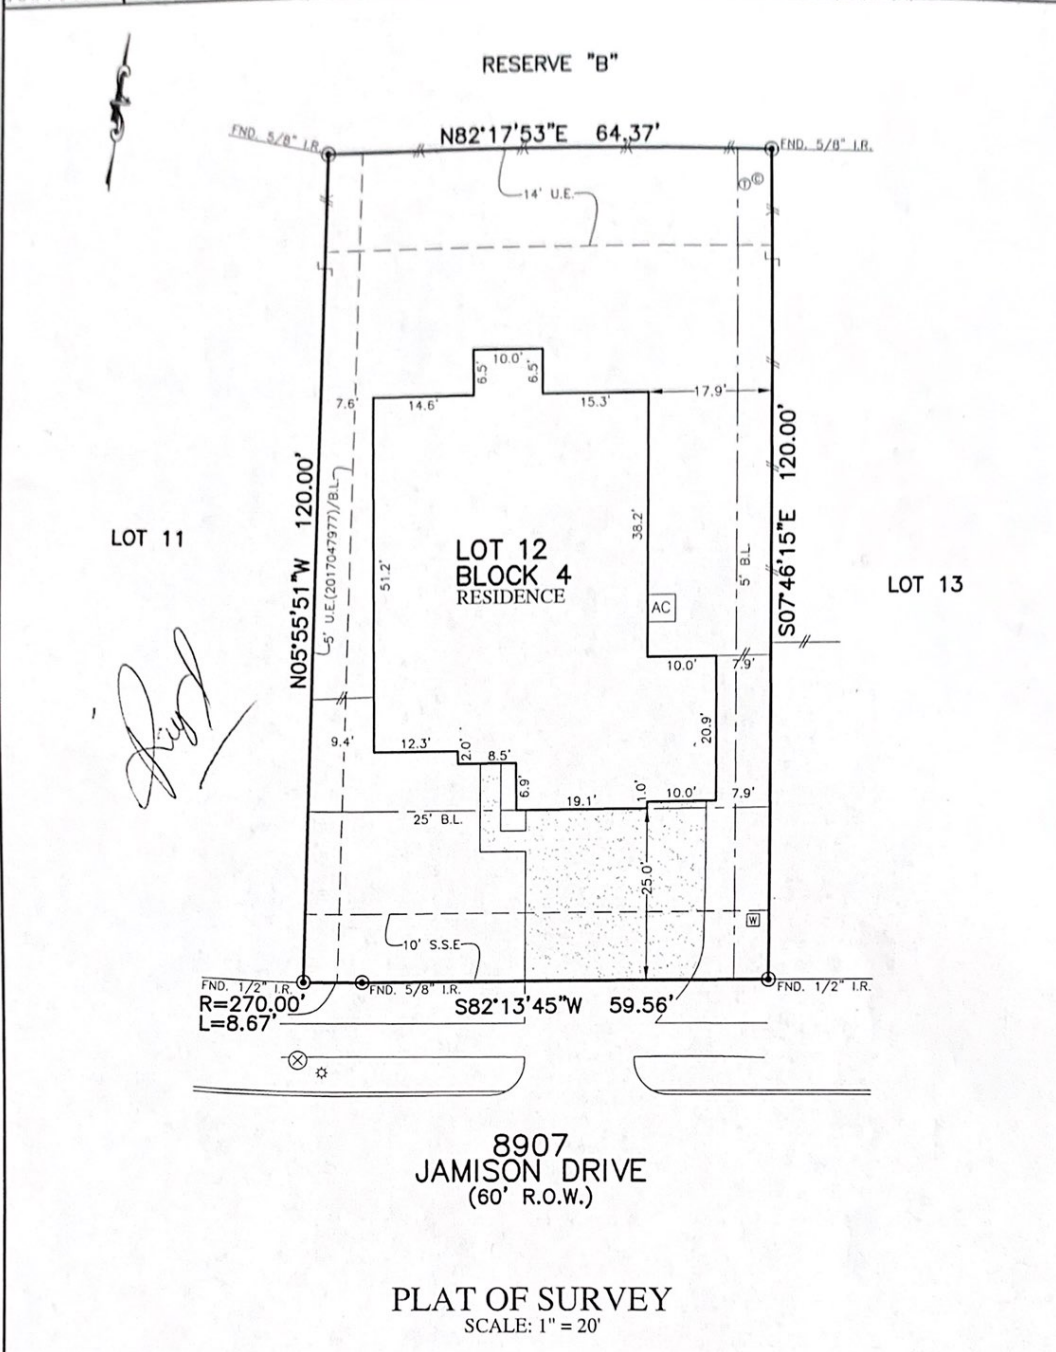 RESERVE "B"
FND. 5/8" I.R.
N82°17'53"E 64.37'
FND. 5/8" I.R.
T C
14' U.E.
10.0'
6.5'
6.5'
7.6'
14.6'
15.3'
17.9'
N05°55'51"W 120.00'
5' U.E.(2017047977)/B.L.
51.2'
38.2'
5' B.L.
S07°46'15"E 120.00'
LOT 11
LOT 12
BLOCK 4
RESIDENCE
LOT 13
AC
10.0'
7.9'
20.9'
9.4'
12.3'
2.0'
8.5'
6.9'
19.1'
1.0'
10.0'
7.9'
25' B.L.
25.0'
W
10' S.S.E
FND. 1/2" I.R.
FND. 5/8" I.R.
FND. 1/2" I.R.
R=270.00'
L=8.67'
S82°13'45"W 59.56'
8907
JAMISON DRIVE
(60' R.O.W.)
PLAT OF SURVEY
SCALE: 1" = 20'